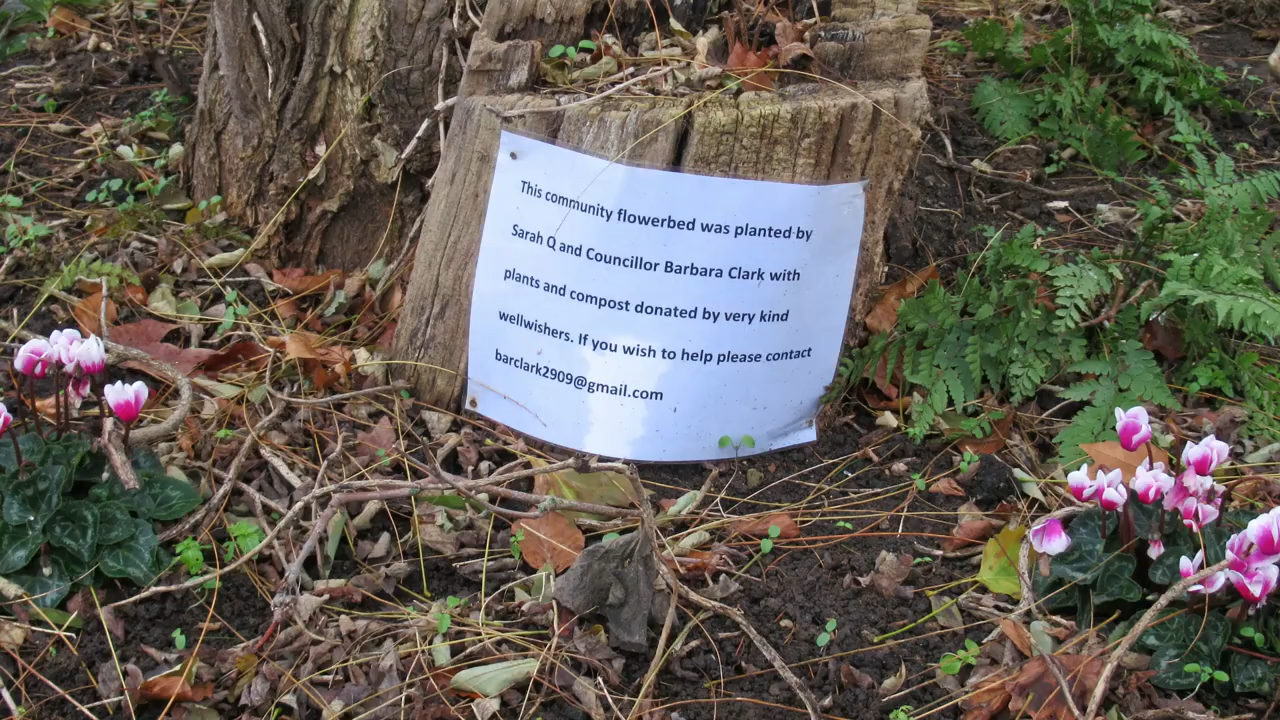 This community flowerbed was planted by
Sarah Q and Councillor Barbara Clark with
plants and compost donated by very kind
wellwishers. If you wish to help please contact
barclark2909@gmail.com